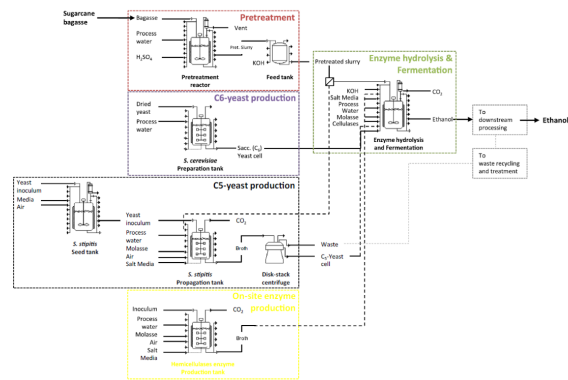 Sugarcane
bagasse
Pretreatment
Bagasse
Vent
Process
water
H₂SO₄
Pret. Slurry
KOH
Pretreatment
reactor
Feed tank
Pretreated slurry
Enzyme hydrolysis &
Fermentation
KOH
Salt Media
Process
Water
Molasse
Cellulases
CO₂
Ethanol
Enzyme hydrolysis
and Fermentation
To
downstream
processing
Ethanol
To
waste recycling
and treatment
C6-yeast production
Dried
yeast
Process
water
Sacc. (C₆)
Yeast cell
S. cerevisiae
Preparation tank
C5-yeast production
Yeast
inoculum
Media
Air
S. stipitis
Seed tank
Yeast
inoculum
Process
water
Molasse
Air
Salt Media
CO₂
Broth
S. stipitis
Propagation tank
Disk-stack
centrifuge
Waste
C₅-Yeast
cell
On-site enzyme
production
Inoculum
Process
water
Molasse
Air
Salt
Media
CO₂
Broth
Production tank